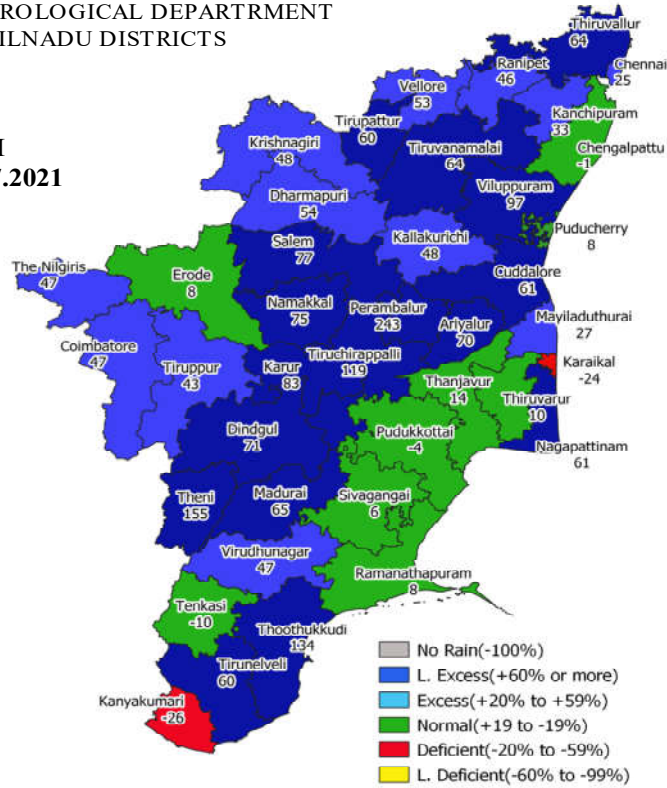 EROLOGICAL DEPARTRMENT
ILNADU DISTRICTS
7.2021
Thiruvallur
64
Ranipet
46
Chennai
25
Vellore
53
Kanchipuram
33
Tirupattur
60
Krishnagiri
48
Tiruvanamalai
64
Chengalpattu
-1
Viluppuram
97
Dharmapuri
54
Puducherry
8
Salem
77
Kallakurichi
48
The Nilgiris
47
Erode
8
Cuddalore
61
Namakkal
75
Perambalur
243
Ariyalur
70
Mayiladuthurai
27
Coimbatore
47
Tiruppur
43
Karur
83
Tiruchirappalli
119
Karaikal
-24
Thanjavur
14
Thiruvarur
10
Dindgul
71
Pudukkottai
-4
Nagapattinam
61
Theni
155
Madurai
65
Sivagangai
6
Virudhunagar
47
Ramanathapuram
8
Tenkasi
-10
Thoothukkudi
134
Tirunelveli
60
Kanyakumari
-26
No Rain(-100%)
L. Excess(+60% or more)
Excess(+20% to +59%)
Normal(+19 to -19%)
Deficient(-20% to -59%)
L. Deficient(-60% to -99%)